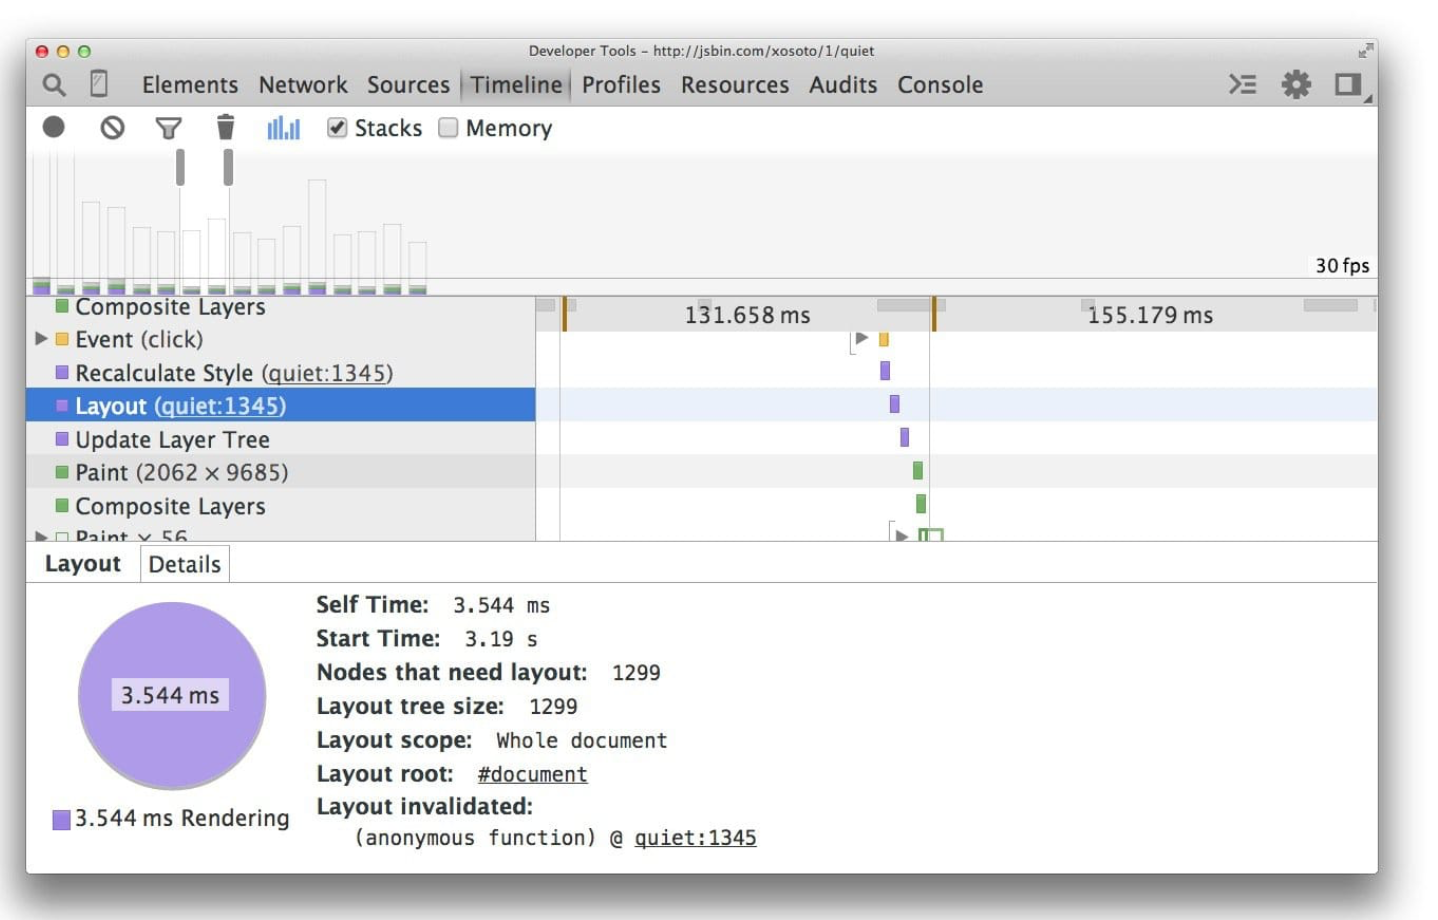 Developer Tools - http://jsbin.com/xosoto/1/quiet
Elements Network Sources Timeline Profiles Resources Audits Console
Stacks Memory
30 fps
Composite Layers
131.658 ms 155.179 ms
Event (click)
Recalculate Style (quiet:1345)
Layout (quiet:1345)
Update Layer Tree
Paint (2062 × 9685)
Composite Layers
Paint × 56
Layout Details
Self Time: 3.544 ms
Start Time: 3.19 s
Nodes that need layout: 1299
3.544 ms
Layout tree size: 1299
Layout scope: Whole document
Layout root: #document
Layout invalidated:
3.544 ms Rendering
(anonymous function) @ quiet:1345